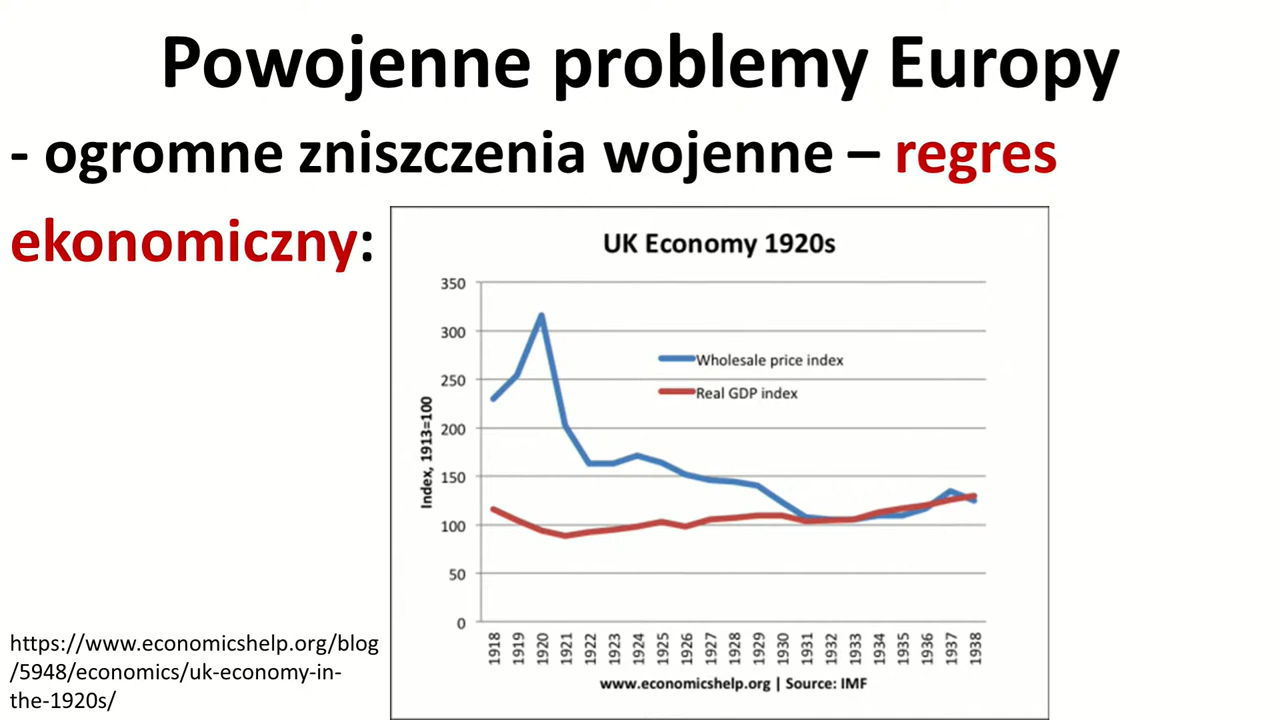 Powojenne problemy Europy
- ogromne zniszczenia wojenne – regres
ekonomiczny:
UK Economy 1920s
350
300
250
200
150
100
50
0
Index, 1913=100
Wholesale price index
Real GDP index
1918 1919 1920 1921 1922 1923 1924 1925 1926 1927 1928 1929 1930 1931 1932 1933 1934 1935 1936 1937 1938
www.economicshelp.org | Source: IMF
https://www.economicshelp.org/blog
/5948/economics/uk-economy-in-
the-1920s/